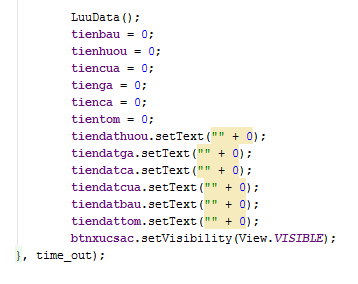 LuuData();
tienbau = 0;
tienhuou = 0;
tiencua = 0;
tienga = 0;
tienca = 0;
tientom = 0;
tiendathuou.setText("" + 0);
tiendatga.setText("" + 0);
tiendatca.setText("" + 0);
tiendatcua.setText("" + 0);
tiendatbau.setText("" + 0);
tiendattom.setText("" + 0);
btnxucsac.setVisibility(View.VISIBLE);
}, time_out);